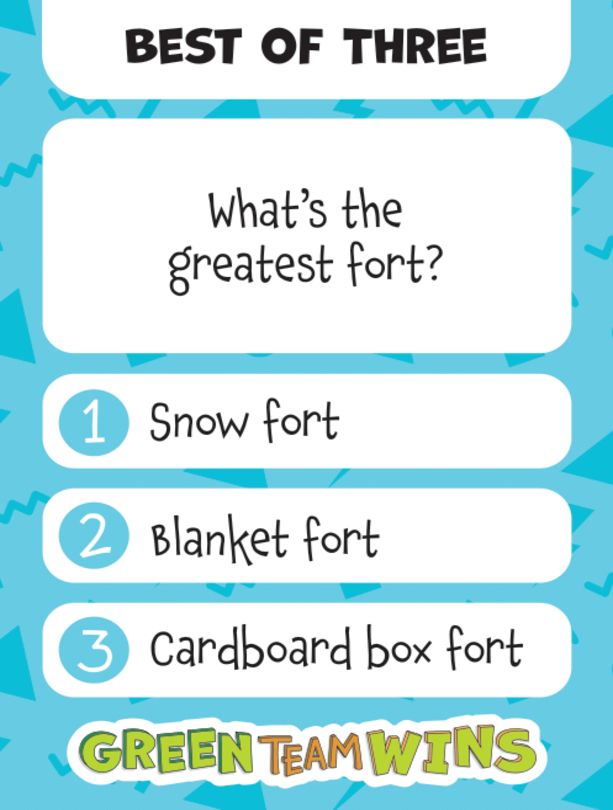 BEST OF THREE
What's the
greatest fort?
1 Snow fort
2 Blanket fort
3 Cardboard box fort
GREEN TEAM WINS